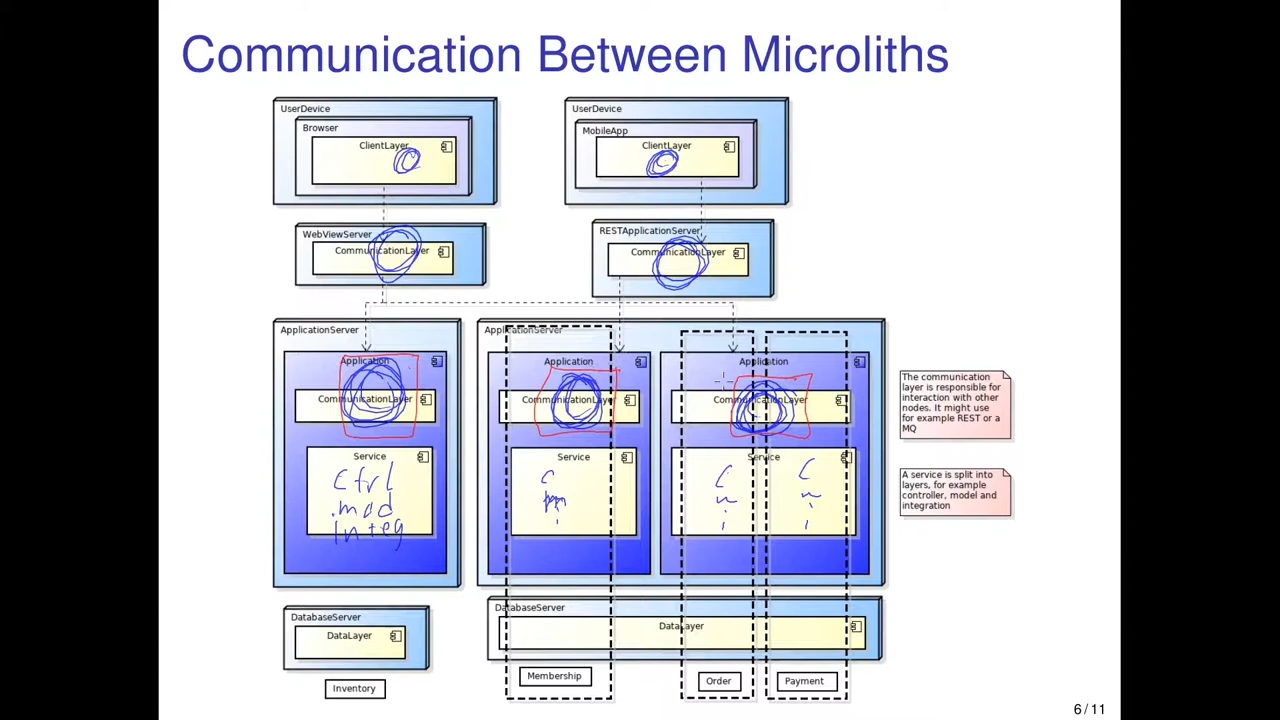 Communication Between Microliths
UserDevice
Browser
ClientLayer
UserDevice
MobileApp
ClientLayer
WebViewServer
CommunicationLayer
RESTApplicationServer
CommunicationLayer
ApplicationServer
Application
CommunicationLayer
Service
Ctrl
mod
Integ
ApplicationServer
Application
CommunicationLayer
Service
C
m
i
Application
CommunicationLayer
Service
C
m
i
C
m
i
The communication
layer is responsible for
interaction with other
nodes. It might use
for example REST or a
MQ
A service is split into
layers, for example
controller, model and
integration
DatabaseServer
DataLayer
DatabaseServer
DataLayer
Inventory
Membership
Order
Payment
6 / 11